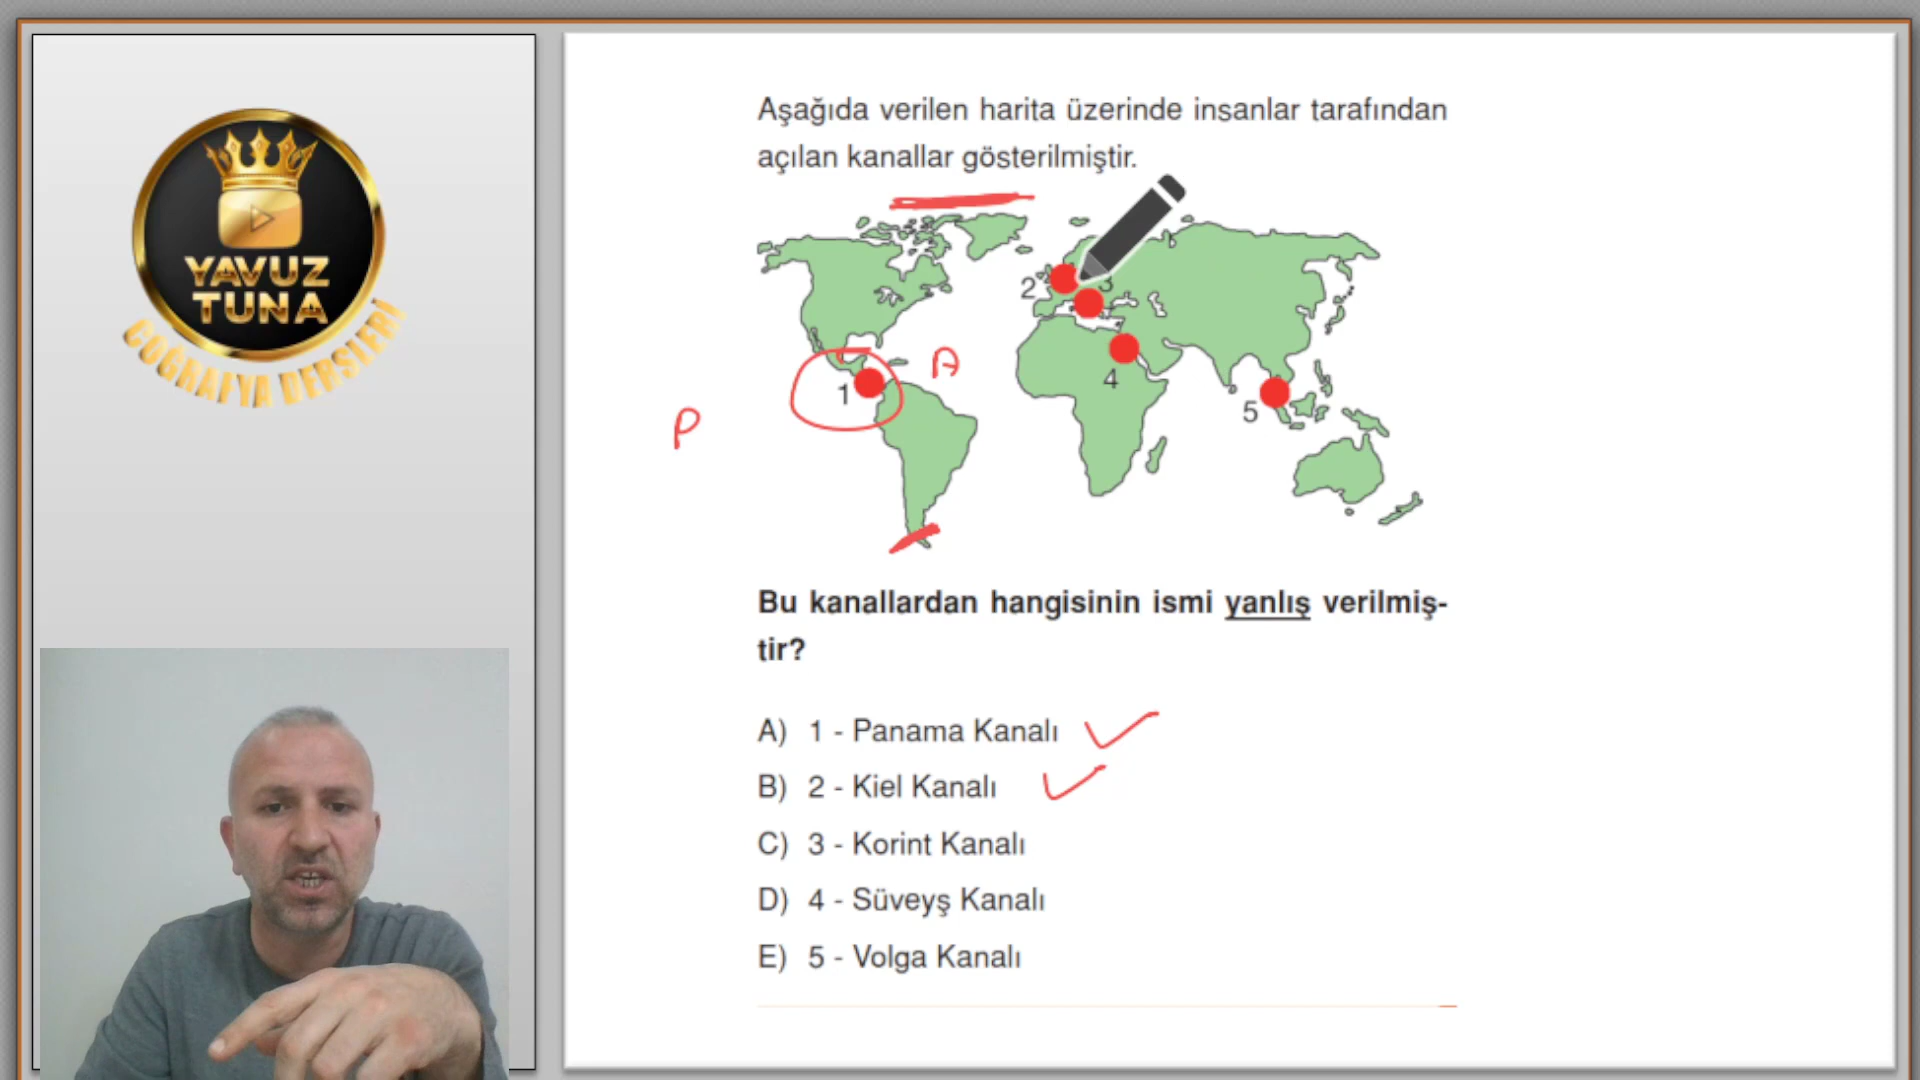 YAVUZ
TUNA
COĞRAFYA DERSLERİ
Aşağıda verilen harita üzerinde insanlar tarafından
açılan kanallar gösterilmiştir.
2
3
A
1
4
5
P
Bu kanallardan hangisinin ismi yanlış verilmiş-
tir?
A) 1 - Panama Kanalı
B) 2 - Kiel Kanalı
C) 3 - Korint Kanalı
D) 4 - Süveyş Kanalı
E) 5 - Volga Kanalı